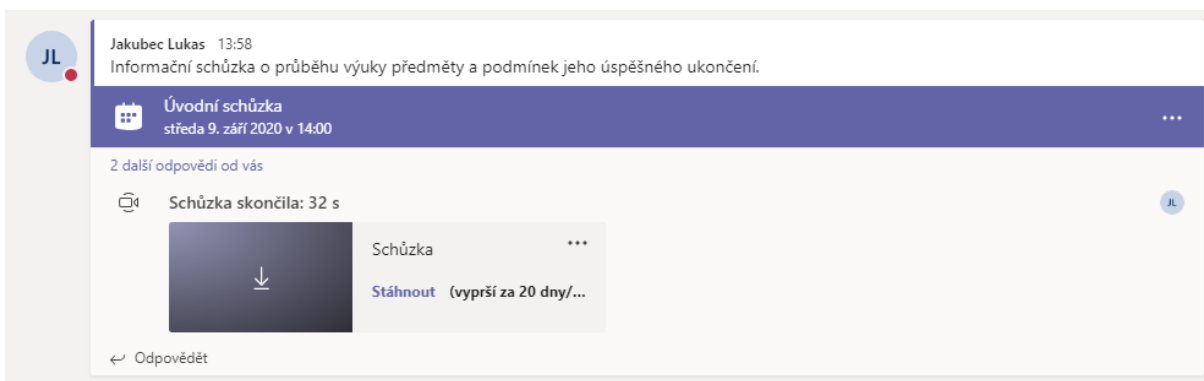 JL
Jakubec Lukas 13:58
Informační schůzka o průběhu výuky předměty a podmínek jeho úspěšného ukončení.
Úvodní schůzka
středa 9. září 2020 v 14:00
2 další odpovědi od vás
Schůzka skončila: 32 s
JL
Schůzka
Stáhnout (vyprší za 20 dny/...
Odpovědět